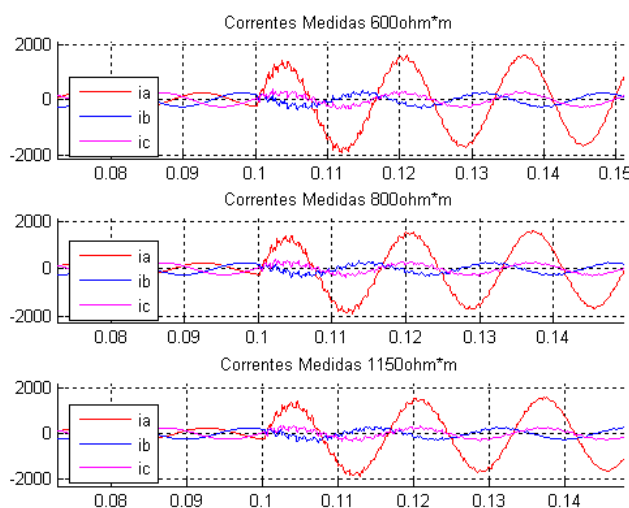 Correntes Medidas 600ohm*m
2000
0
-2000
ia
ib
ic
0.08 0.09 0.1 0.11 0.12 0.13 0.14 0.15
Correntes Medidas 800ohm*m
2000
0
-2000
ia
ib
ic
0.08 0.09 0.1 0.11 0.12 0.13 0.14
Correntes Medidas 1150ohm*m
2000
0
-2000
ia
ib
ic
0.08 0.09 0.1 0.11 0.12 0.13 0.14